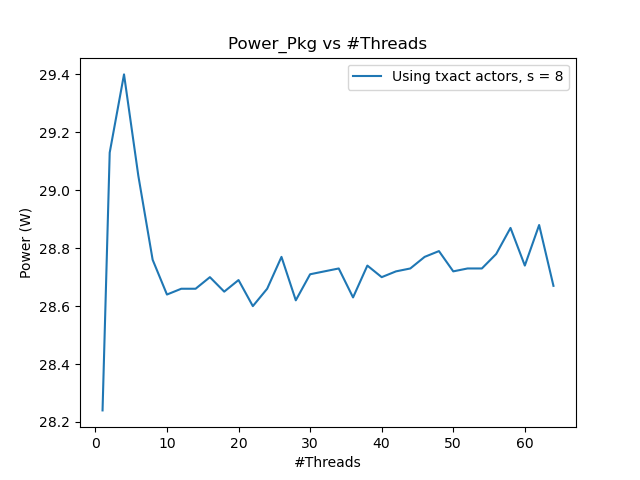 Power_Pkg vs #Threads
Using txact actors, s = 8
29.4
29.2
29.0
28.8
28.6
28.4
28.2
Power (W)
0 10 20 30 40 50 60
#Threads